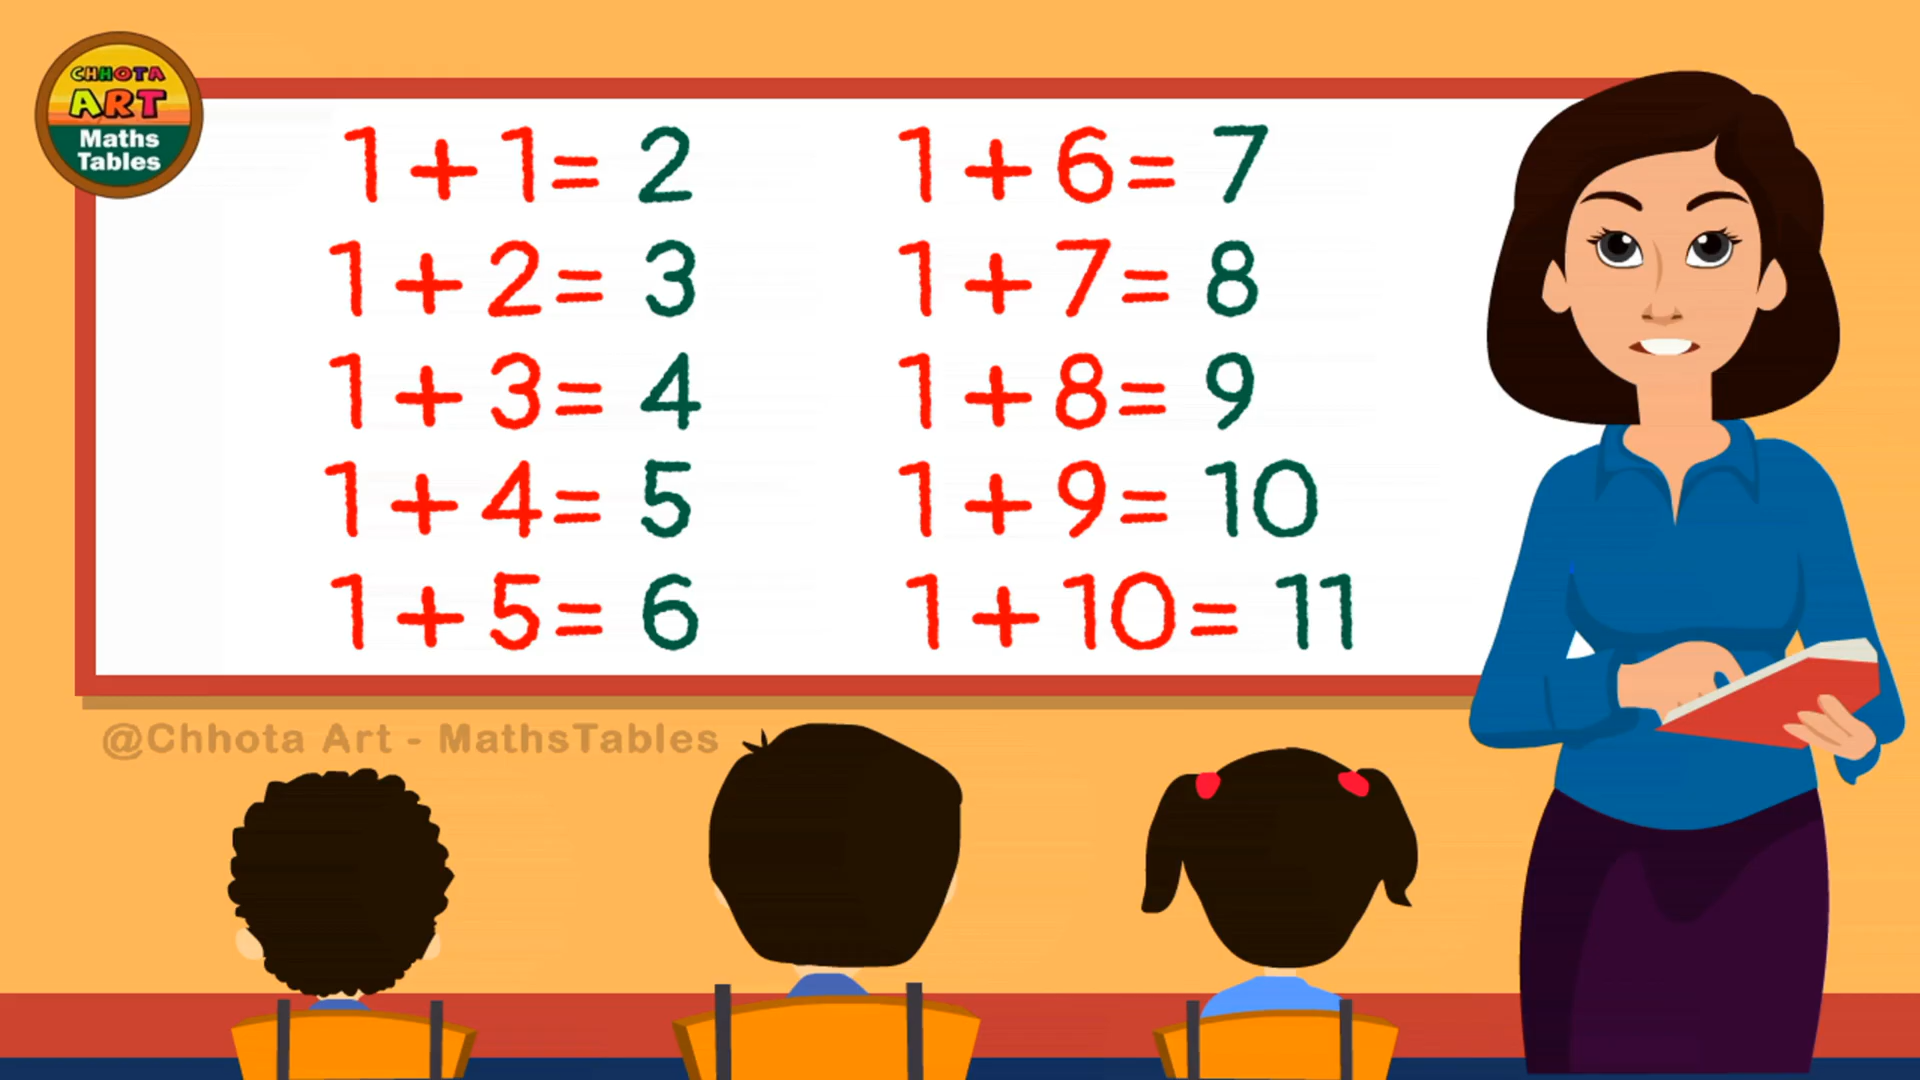 CHHOTA
ART
Maths
Tables
1 + 1 = 2
1 + 2 = 3
1 + 3 = 4
1 + 4 = 5
1 + 5 = 6
1 + 6 = 7
1 + 7 = 8
1 + 8 = 9
1 + 9 = 10
1 + 10 = 11
@Chhota Art - MathsTables